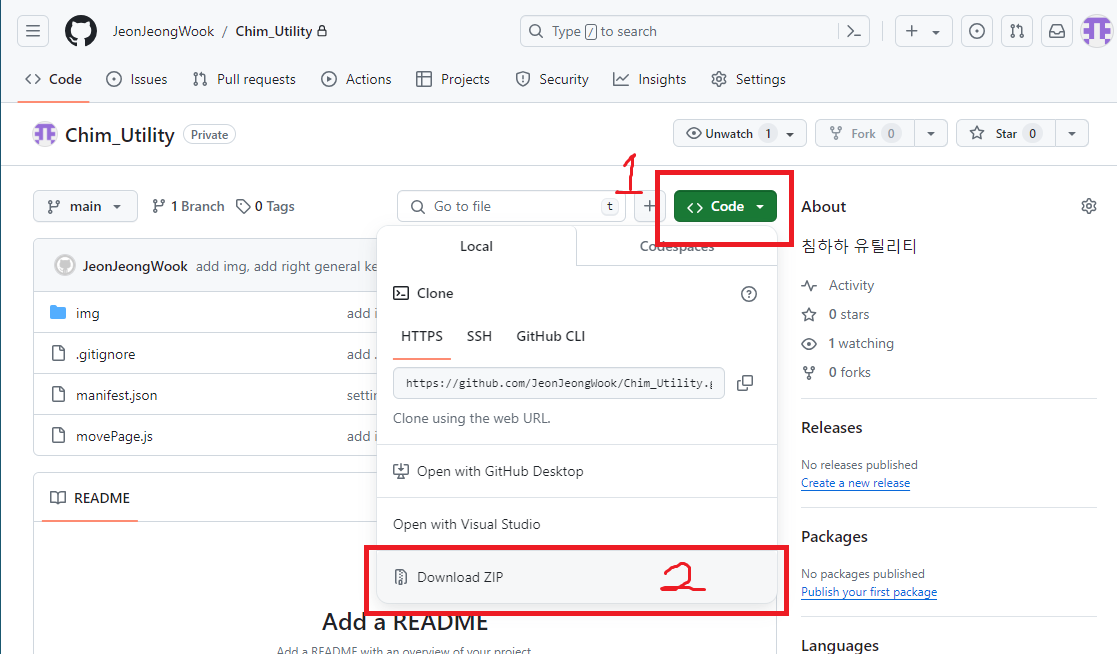 JeonJeongWook / Chim_Utility
Type / to search
Code
Issues
Pull requests
Actions
Projects
Security
Insights
Settings
Chim_Utility
Private
Unwatch 1
Fork 0
Star 0
1
main
1 Branch
0 Tags
Go to file
t
Code
Local
Codespaces
JeonJeongWook add img, add right general ke
img
add i
.gitignore
add .
manifest.json
settin
movePage.js
add i
README
Add a README
Add a README with an overview of your project.
Clone
HTTPS
SSH
GitHub CLI
https://github.com/JeonJeongWook/Chim_Utility.g
Clone using the web URL.
Open with GitHub Desktop
Open with Visual Studio
Download ZIP
2
About
침하하 유틸리티
Activity
0 stars
1 watching
0 forks
Releases
No releases published
Create a new release
Packages
No packages published
Publish your first package
Languages